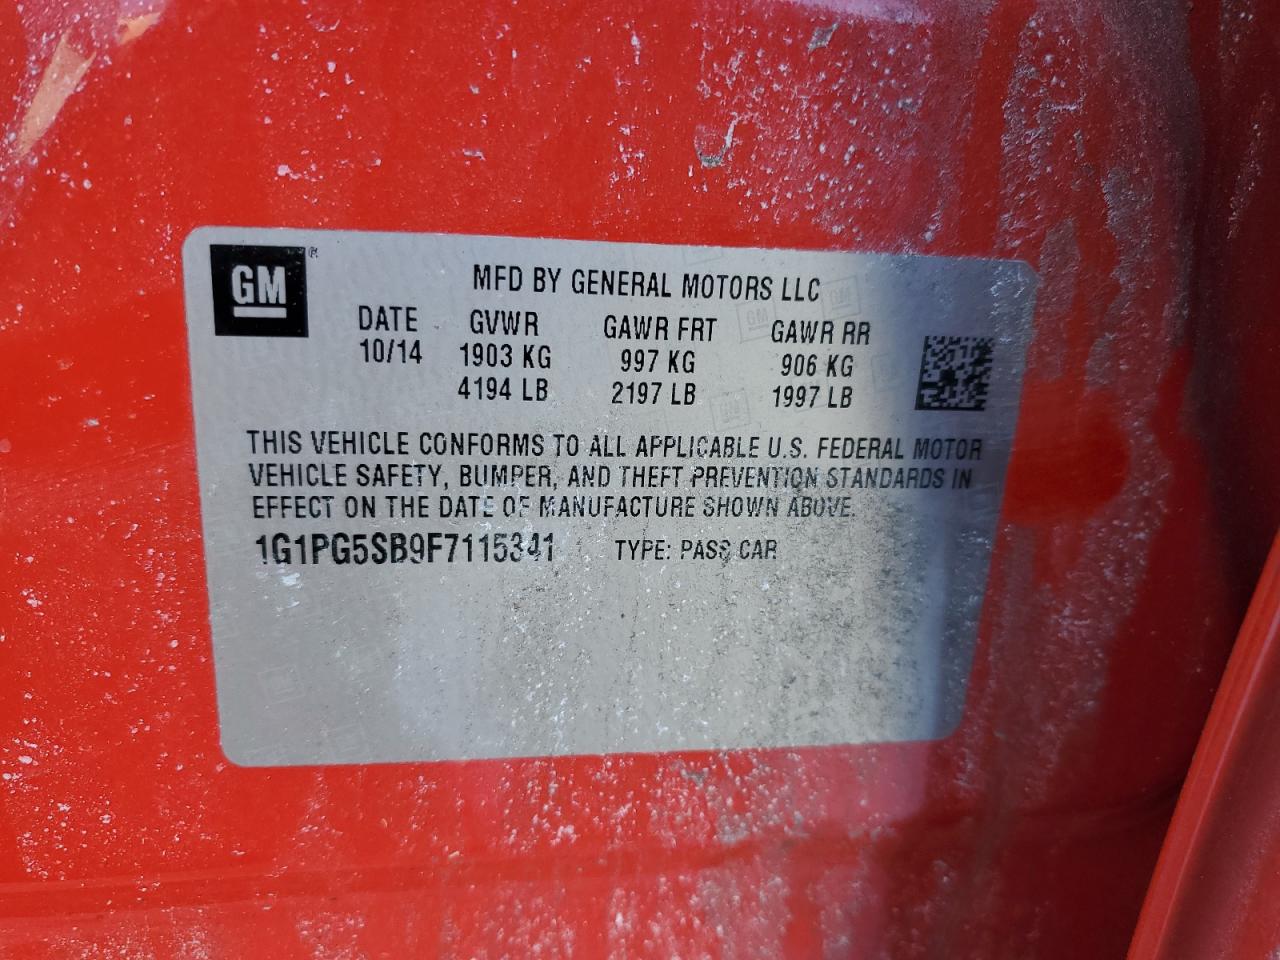 GM
MFD BY GENERAL MOTORS LLC
DATE GVWR GAWR FRT GAWR RR
10/14 1903 KG 997 KG 906 KG
4194 LB 2197 LB 1997 LB
THIS VEHICLE CONFORMS TO ALL APPLICABLE U.S. FEDERAL MOTOR
VEHICLE SAFETY, BUMPER, AND THEFT PREVENTION STANDARDS IN
EFFECT ON THE DATE OF MANUFACTURE SHOWN ABOVE.
1G1PG5SB9F7115341 TYPE: PASS CAR